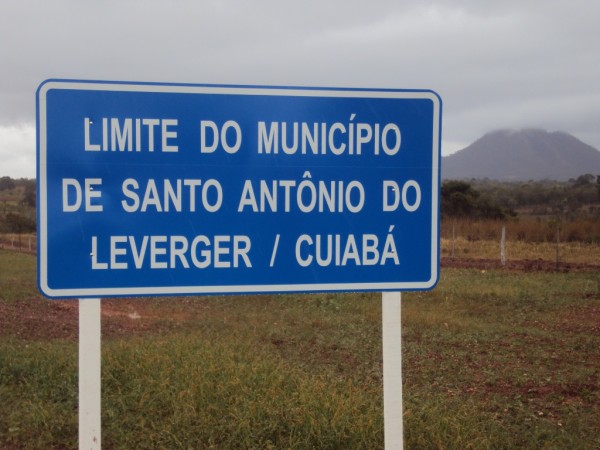 LIMITE DO MUNICÍPIO
DE SANTO ANTÔNIO DO
LEVERGER / CUIABÁ